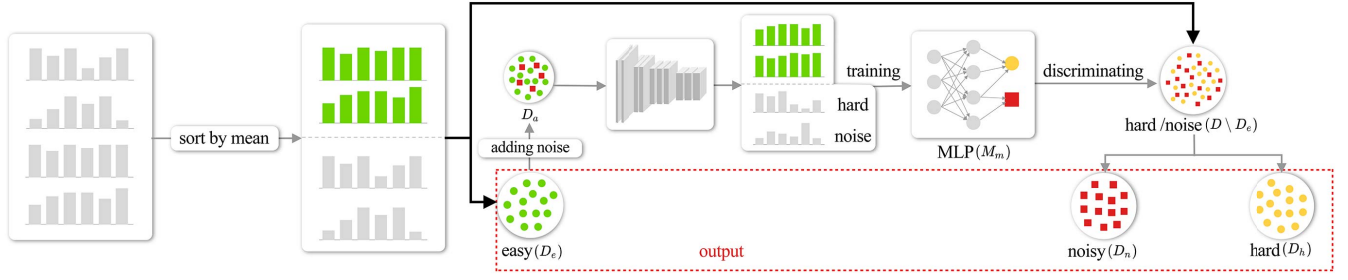 sort by mean
D_a
adding noise
easy (D_e)
hard
noise
training
MLP (M_m)
discriminating
hard /noise (D \ D_e)
output
noisy (D_n)
hard (D_h)